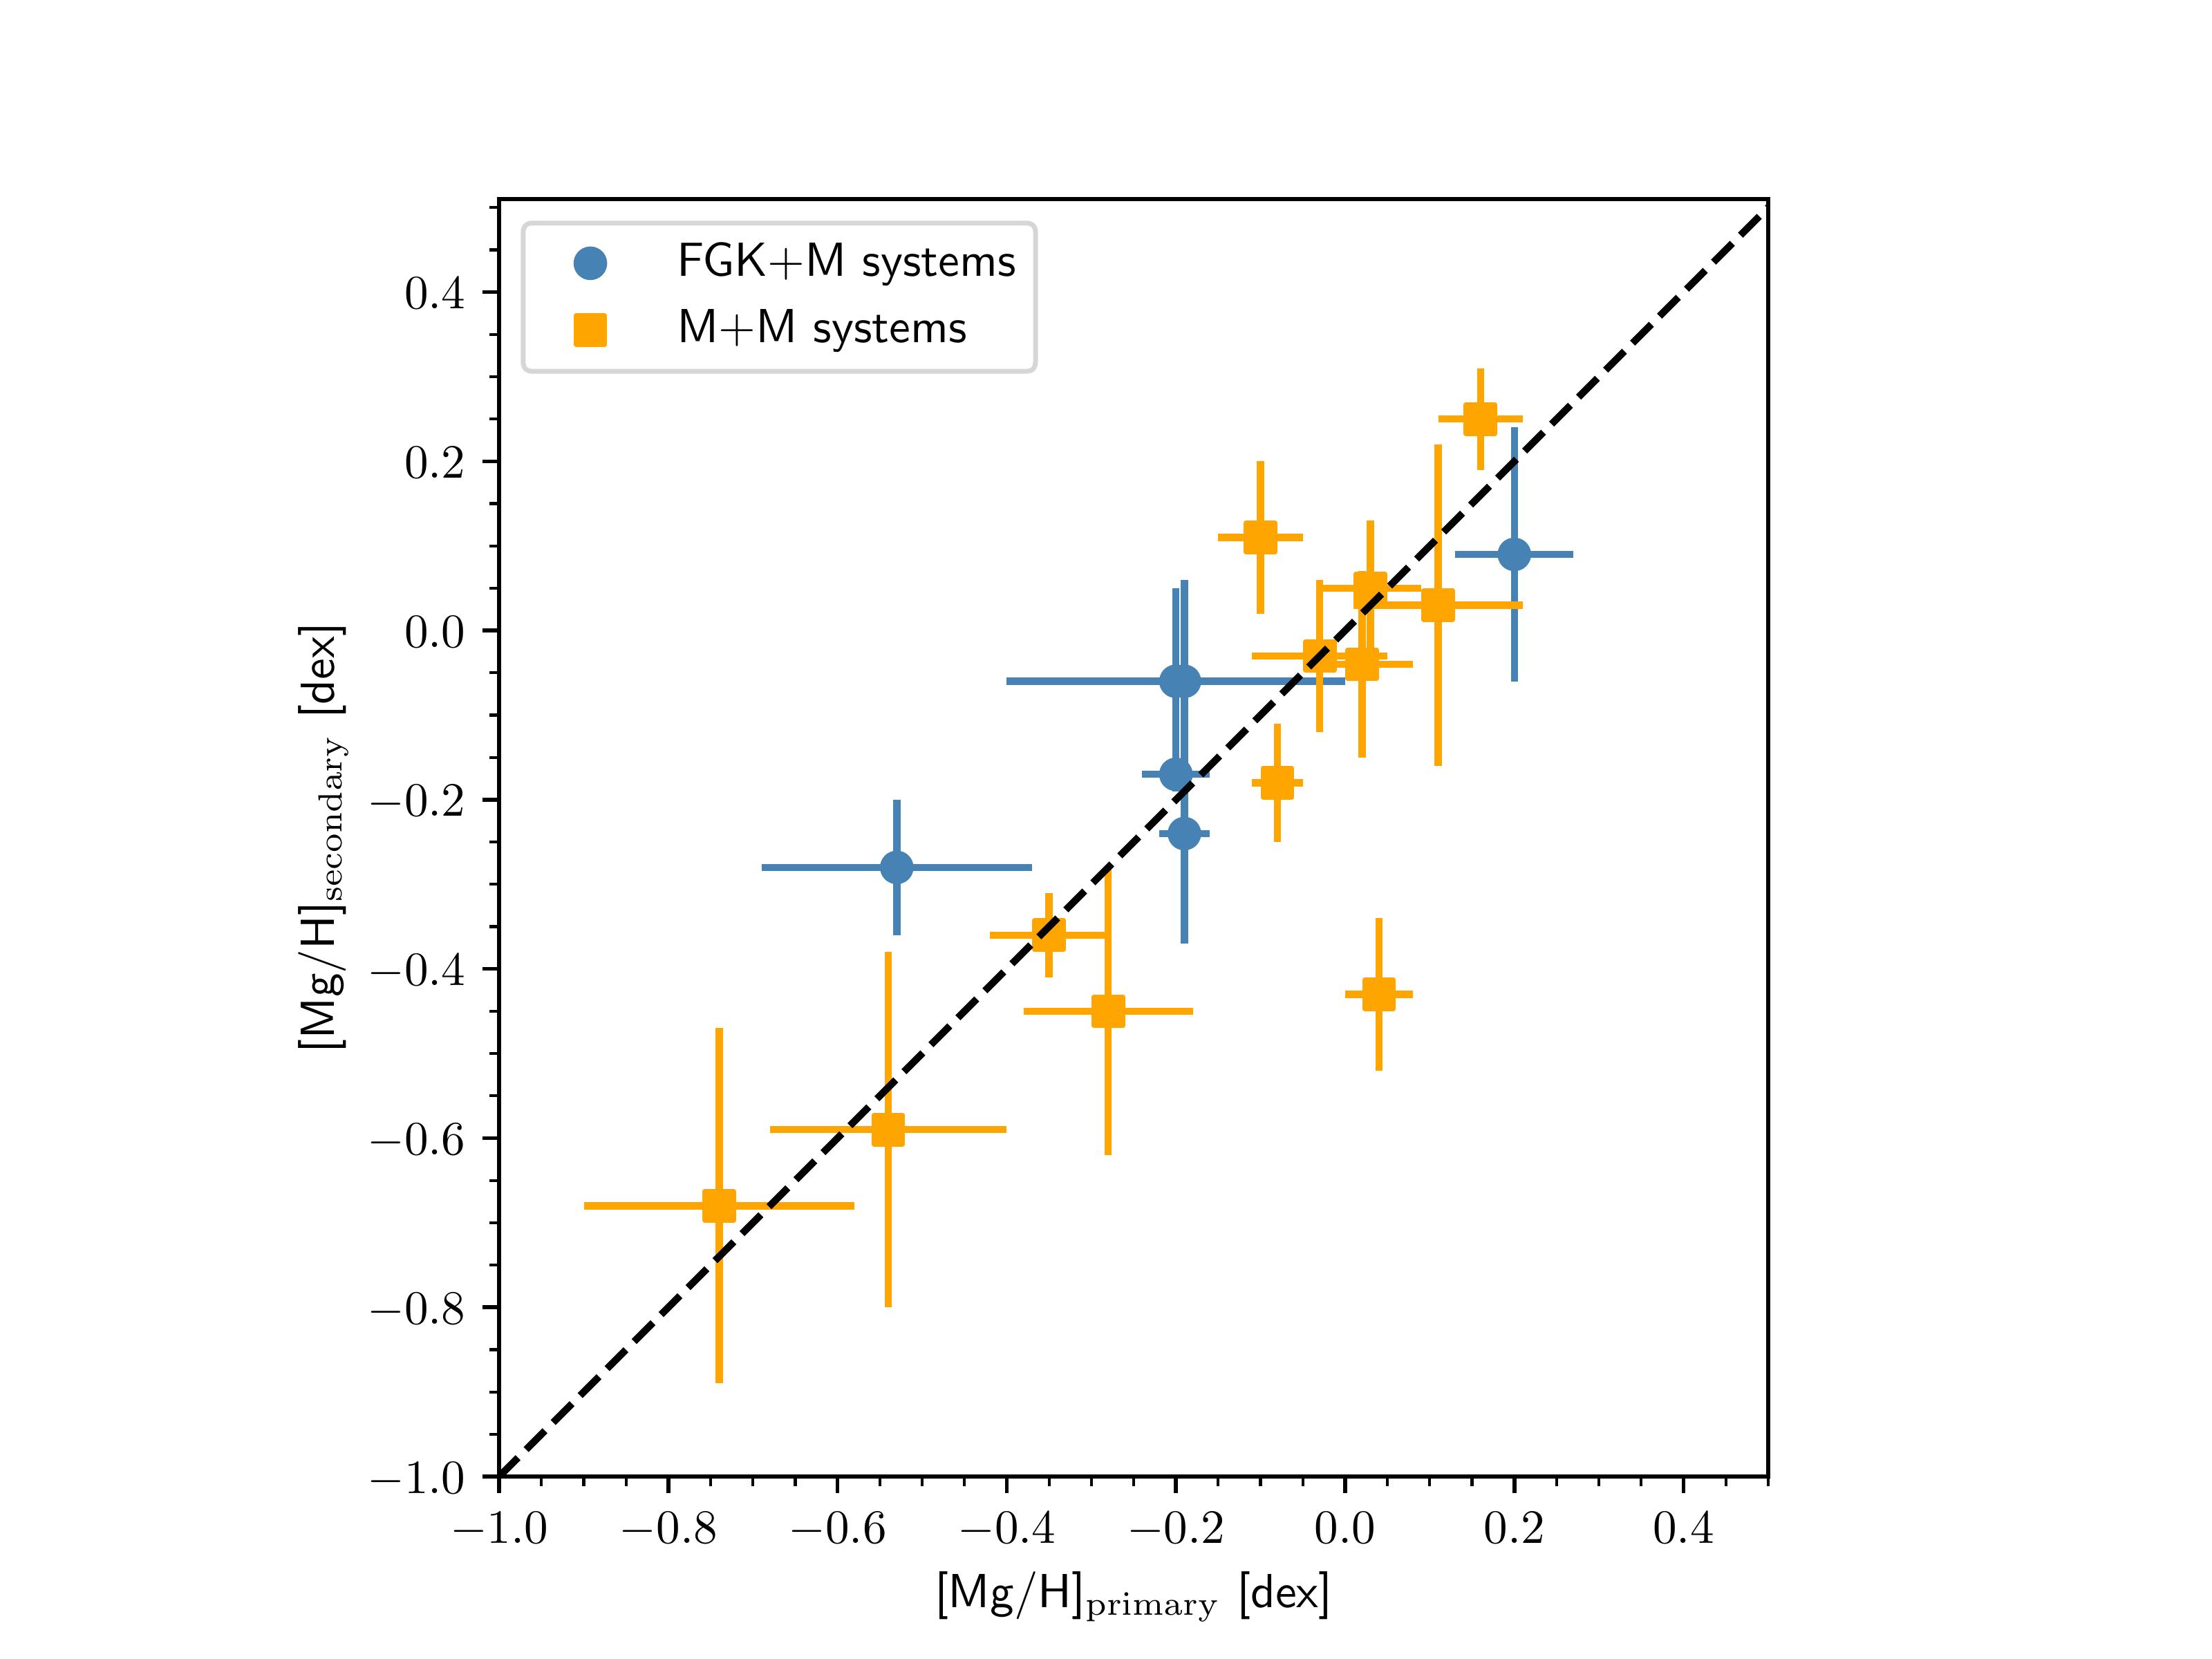 FGK+M systems
M+M systems
0.4
0.2
0.0
−0.2
−0.4
−0.6
−0.8
−1.0
[Mg/H]secondary [dex]
−1.0 −0.8 −0.6 −0.4 −0.2 0.0 0.2 0.4
[Mg/H]primary [dex]